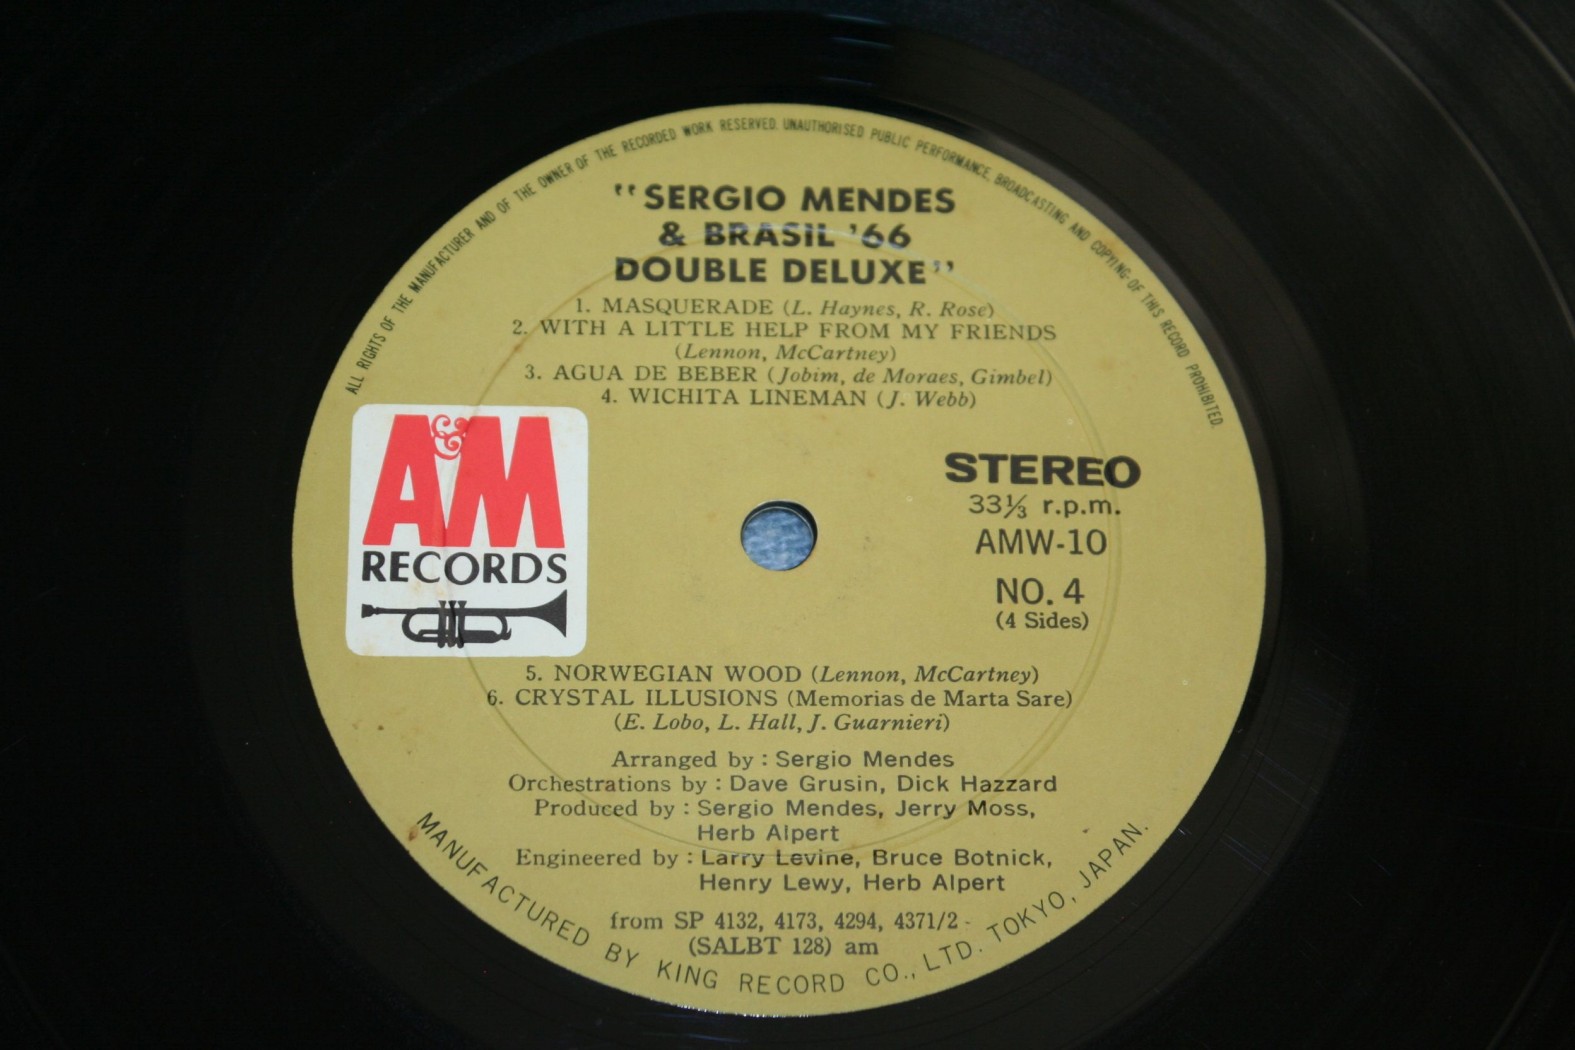 ALL RIGHTS OF THE MANUFACTURER AND OF THE OWNER OF THE RECORDED WORK RESERVED. UNAUTHORISED PUBLIC PERFORMANCE, BROADCASTING AND COPYING OF THIS RECORD PROHIBITED.
"SERGIO MENDES
& BRASIL '66
DOUBLE DELUXE"
1. MASQUERADE (L. Haynes, R. Rose)
2. WITH A LITTLE HELP FROM MY FRIENDS
(Lennon, McCartney)
3. AGUA DE BEBER (Jobim, de Moraes, Gimbel)
4. WICHITA LINEMAN (J. Webb)
A&M
RECORDS
STEREO
33⅓ r.p.m.
AMW-10
NO. 4
(4 Sides)
5. NORWEGIAN WOOD (Lennon, McCartney)
6. CRYSTAL ILLUSIONS (Memorias de Marta Sare)
(E. Lobo, L. Hall, J. Guarnieri)
Arranged by : Sergio Mendes
Orchestrations by : Dave Grusin, Dick Hazzard
Produced by : Sergio Mendes, Jerry Moss,
Herb Alpert
Engineered by : Larry Levine, Bruce Botnick,
Henry Lewy, Herb Alpert
from SP 4132, 4173, 4294, 4371/2
(SALBT 128) am
MANUFACTURED BY KING RECORD CO., LTD. TOKYO, JAPAN.